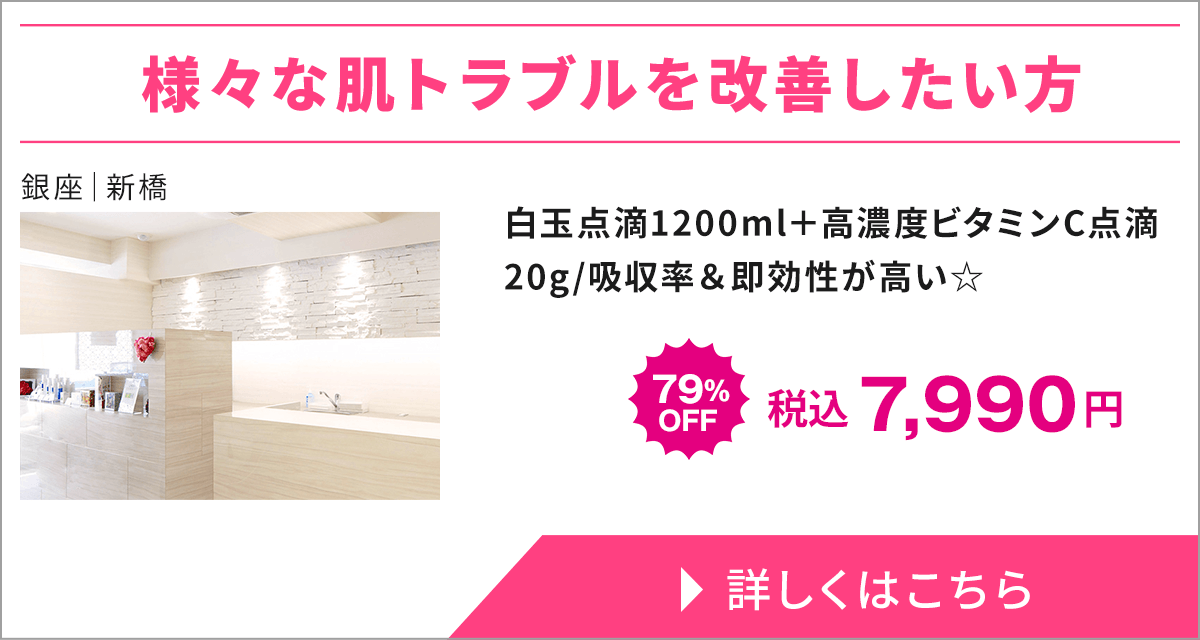 様々な肌トラブルを改善したい方
銀座｜新橋
白玉点滴1200ml＋高濃度ビタミンC点滴
20g/吸収率＆即効性が高い☆
79%
OFF
税込 7,990円
詳しくはこちら